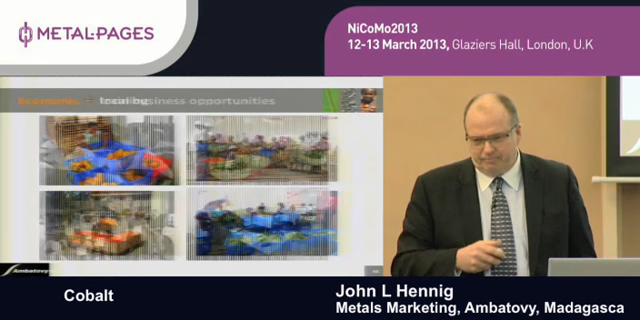 METAL-PAGES
NiCoMo2013
12-13 March 2013, Glaziers Hall, London, U.K
business opportunities
Ambatovy
Cobalt
John L Hennig
Metals Marketing, Ambatovy, Madagasca